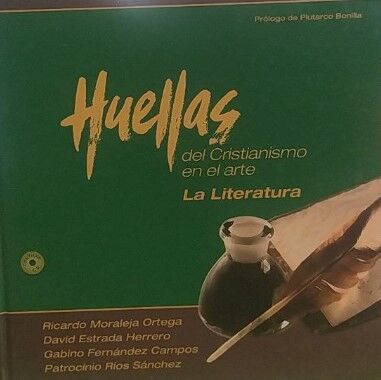 Prólogo de Plutarco Bonilla
Huellas
del Cristianismo
en el arte
La Literatura
Ricardo Moraleja Ortega
David Estrada Herrero
Gabino Fernández Campos
Patrocinio Ríos Sánchez